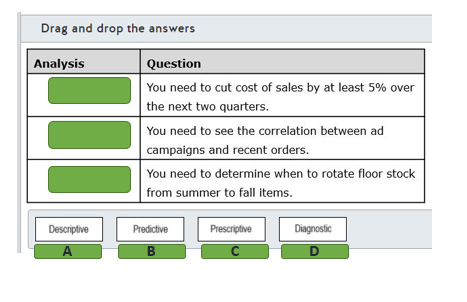 Drag and drop the answers
Analysis Question
You need to cut cost of sales by at least 5% over
the next two quarters.
You need to see the correlation between ad
campaigns and recent orders.
You need to determine when to rotate floor stock
from summer to fall items.
Descriptive Predictive Prescriptive Diagnostic
A B C D